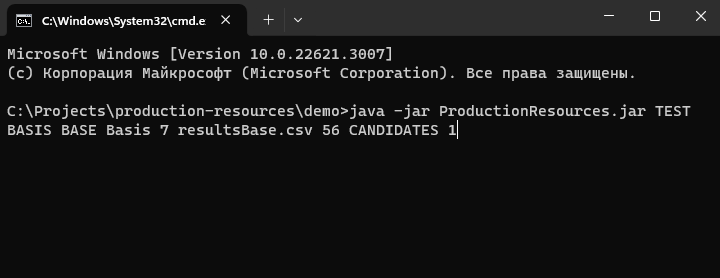 C:\Windows\System32\cmd.e:
Microsoft Windows [Version 10.0.22621.3007]
(c) Корпорация Майкрософт (Microsoft Corporation). Все права защищены.
C:\Projects\production-resources\demo>java -jar ProductionResources.jar TEST
BASIS BASE Basis 7 resultsBase.csv 56 CANDIDATES 1